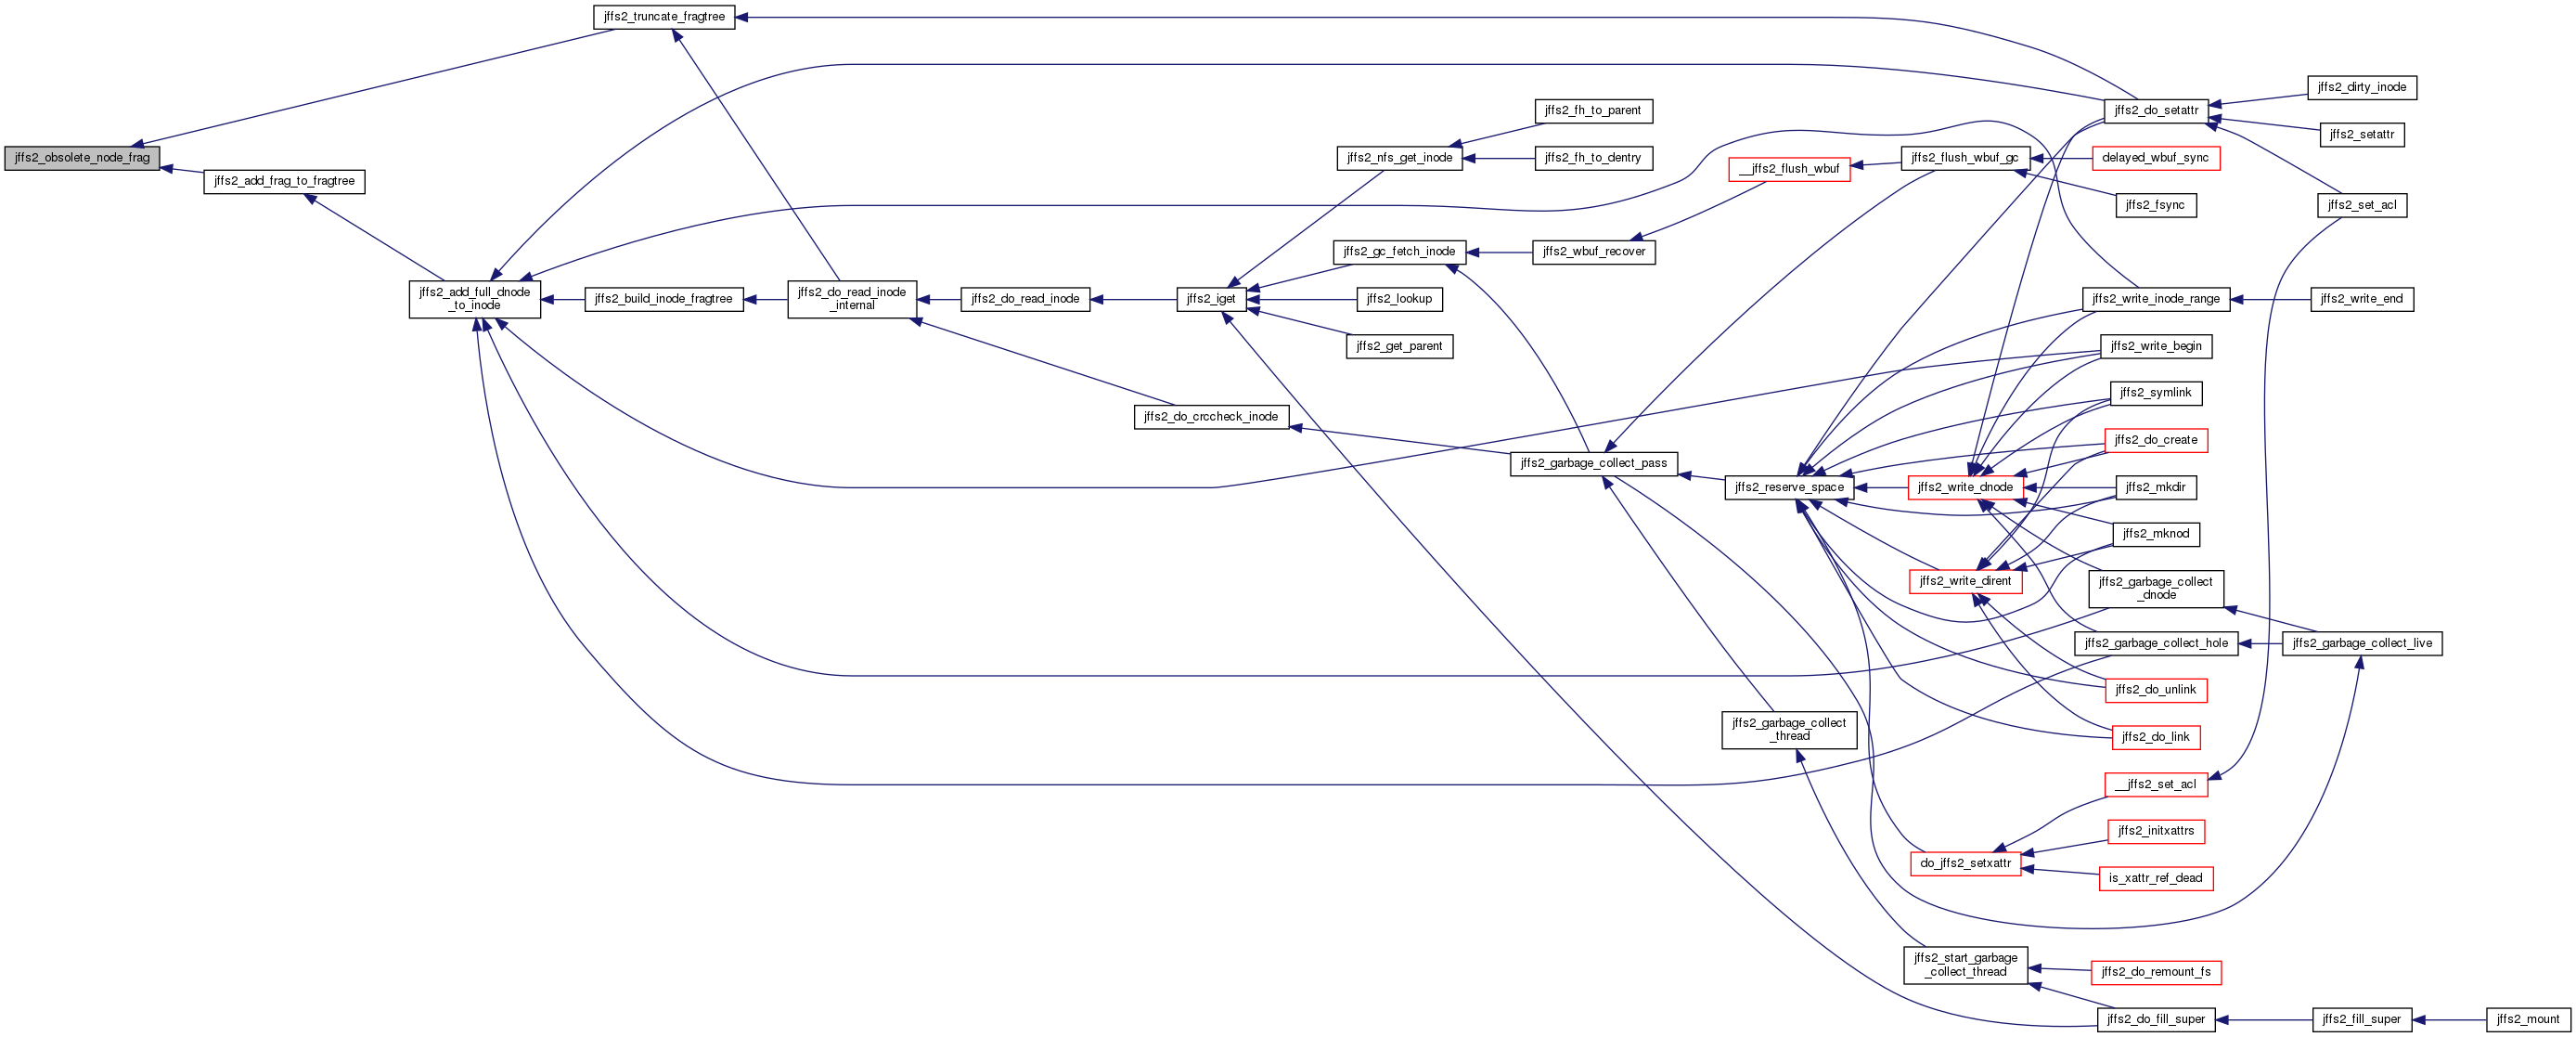 jffs2_truncate_fragtree
jffs2_obsolete_node_frag
jffs2_add_frag_to_fragtree
jffs2_add_full_dnode
_to_inode
jffs2_build_inode_fragtree
jffs2_do_read_inode
_internal
jffs2_do_read_inode
jffs2_do_crccheck_inode
jffs2_iget
jffs2_fh_to_parent
jffs2_nfs_get_inode
jffs2_fh_to_dentry
jffs2_gc_fetch_inode
jffs2_lookup
jffs2_get_parent
jffs2_wbuf_recover
jffs2_garbage_collect_pass
__jffs2_flush_wbuf
jffs2_reserve_space
jffs2_garbage_collect
_thread
jffs2_flush_wbuf_gc
jffs2_write_dnode
jffs2_write_dirent
do_jffs2_setxattr
jffs2_start_garbage
_collect_thread
jffs2_do_setattr
delayed_wbuf_sync
jffs2_fsync
jffs2_write_inode_range
jffs2_write_begin
jffs2_symlink
jffs2_do_create
jffs2_mkdir
jffs2_mknod
jffs2_garbage_collect
_dnode
jffs2_garbage_collect_hole
jffs2_do_unlink
jffs2_do_link
__jffs2_set_acl
jffs2_initxattrs
is_xattr_ref_dead
jffs2_do_remount_fs
jffs2_do_fill_super
jffs2_dirty_inode
jffs2_setattr
jffs2_set_acl
jffs2_write_end
jffs2_garbage_collect_live
jffs2_fill_super
jffs2_mount